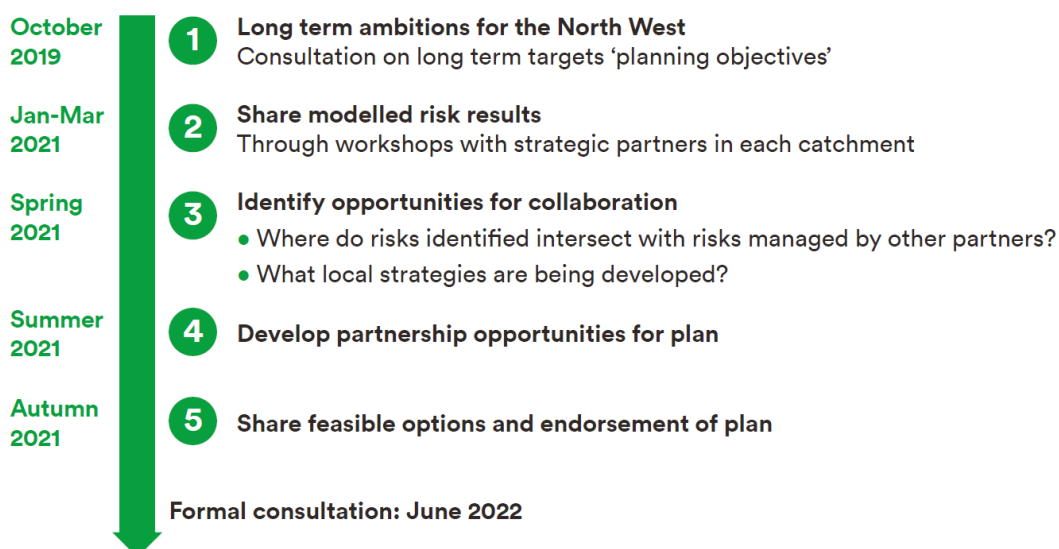 October
2019
1
Long term ambitions for the North West
Consultation on long term targets ‘planning objectives’
Jan-Mar
2021
2
Share modelled risk results
Through workshops with strategic partners in each catchment
Spring
2021
3
Identify opportunities for collaboration
• Where do risks identified intersect with risks managed by other partners?
• What local strategies are being developed?
Summer
2021
4
Develop partnership opportunities for plan
Autumn
2021
5
Share feasible options and endorsement of plan
Formal consultation: June 2022